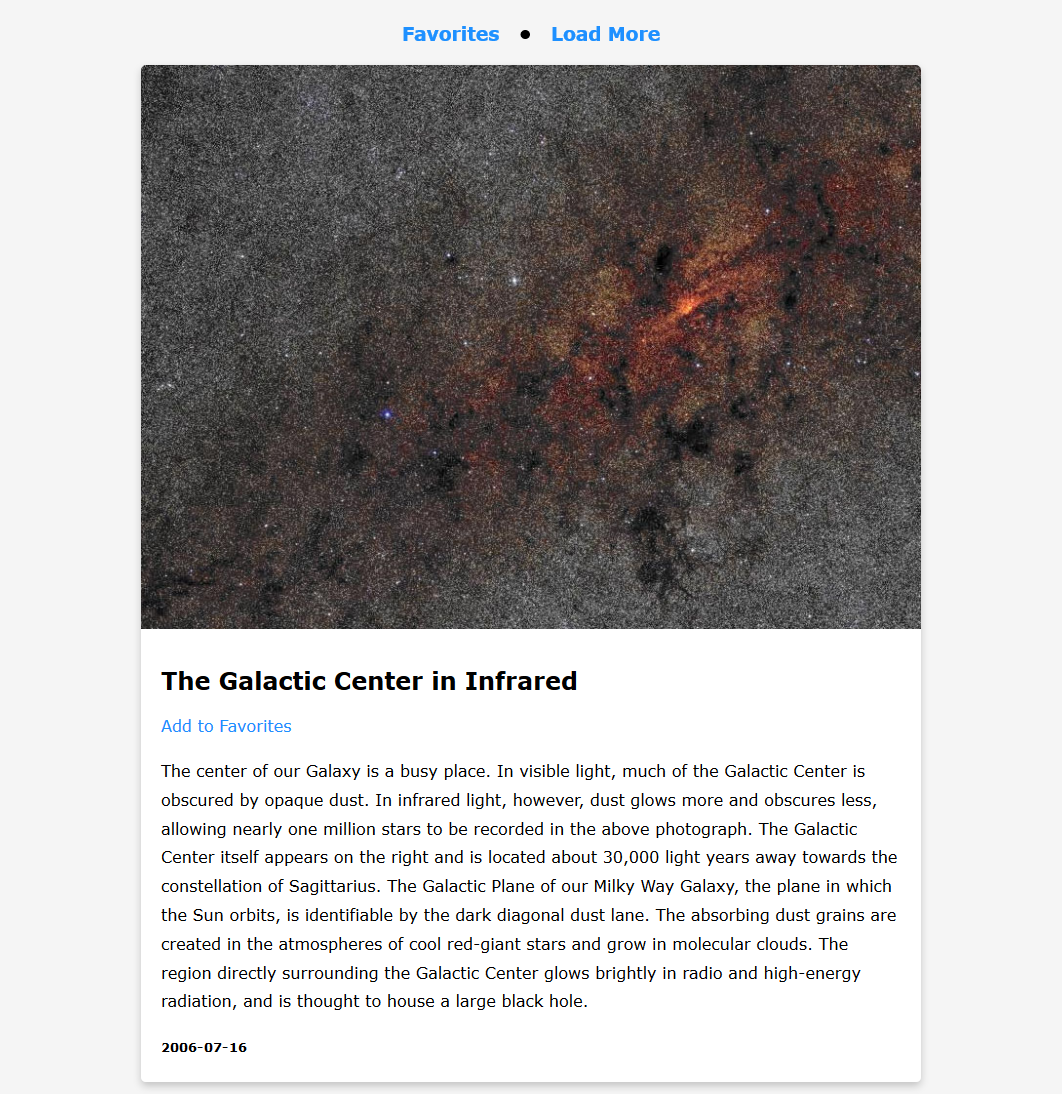 Favorites ● Load More
The Galactic Center in Infrared
Add to Favorites
The center of our Galaxy is a busy place. In visible light, much of the Galactic Center is
obscured by opaque dust. In infrared light, however, dust glows more and obscures less,
allowing nearly one million stars to be recorded in the above photograph. The Galactic
Center itself appears on the right and is located about 30,000 light years away towards the
constellation of Sagittarius. The Galactic Plane of our Milky Way Galaxy, the plane in which
the Sun orbits, is identifiable by the dark diagonal dust lane. The absorbing dust grains are
created in the atmospheres of cool red-giant stars and grow in molecular clouds. The
region directly surrounding the Galactic Center glows brightly in radio and high-energy
radiation, and is thought to house a large black hole.
2006-07-16